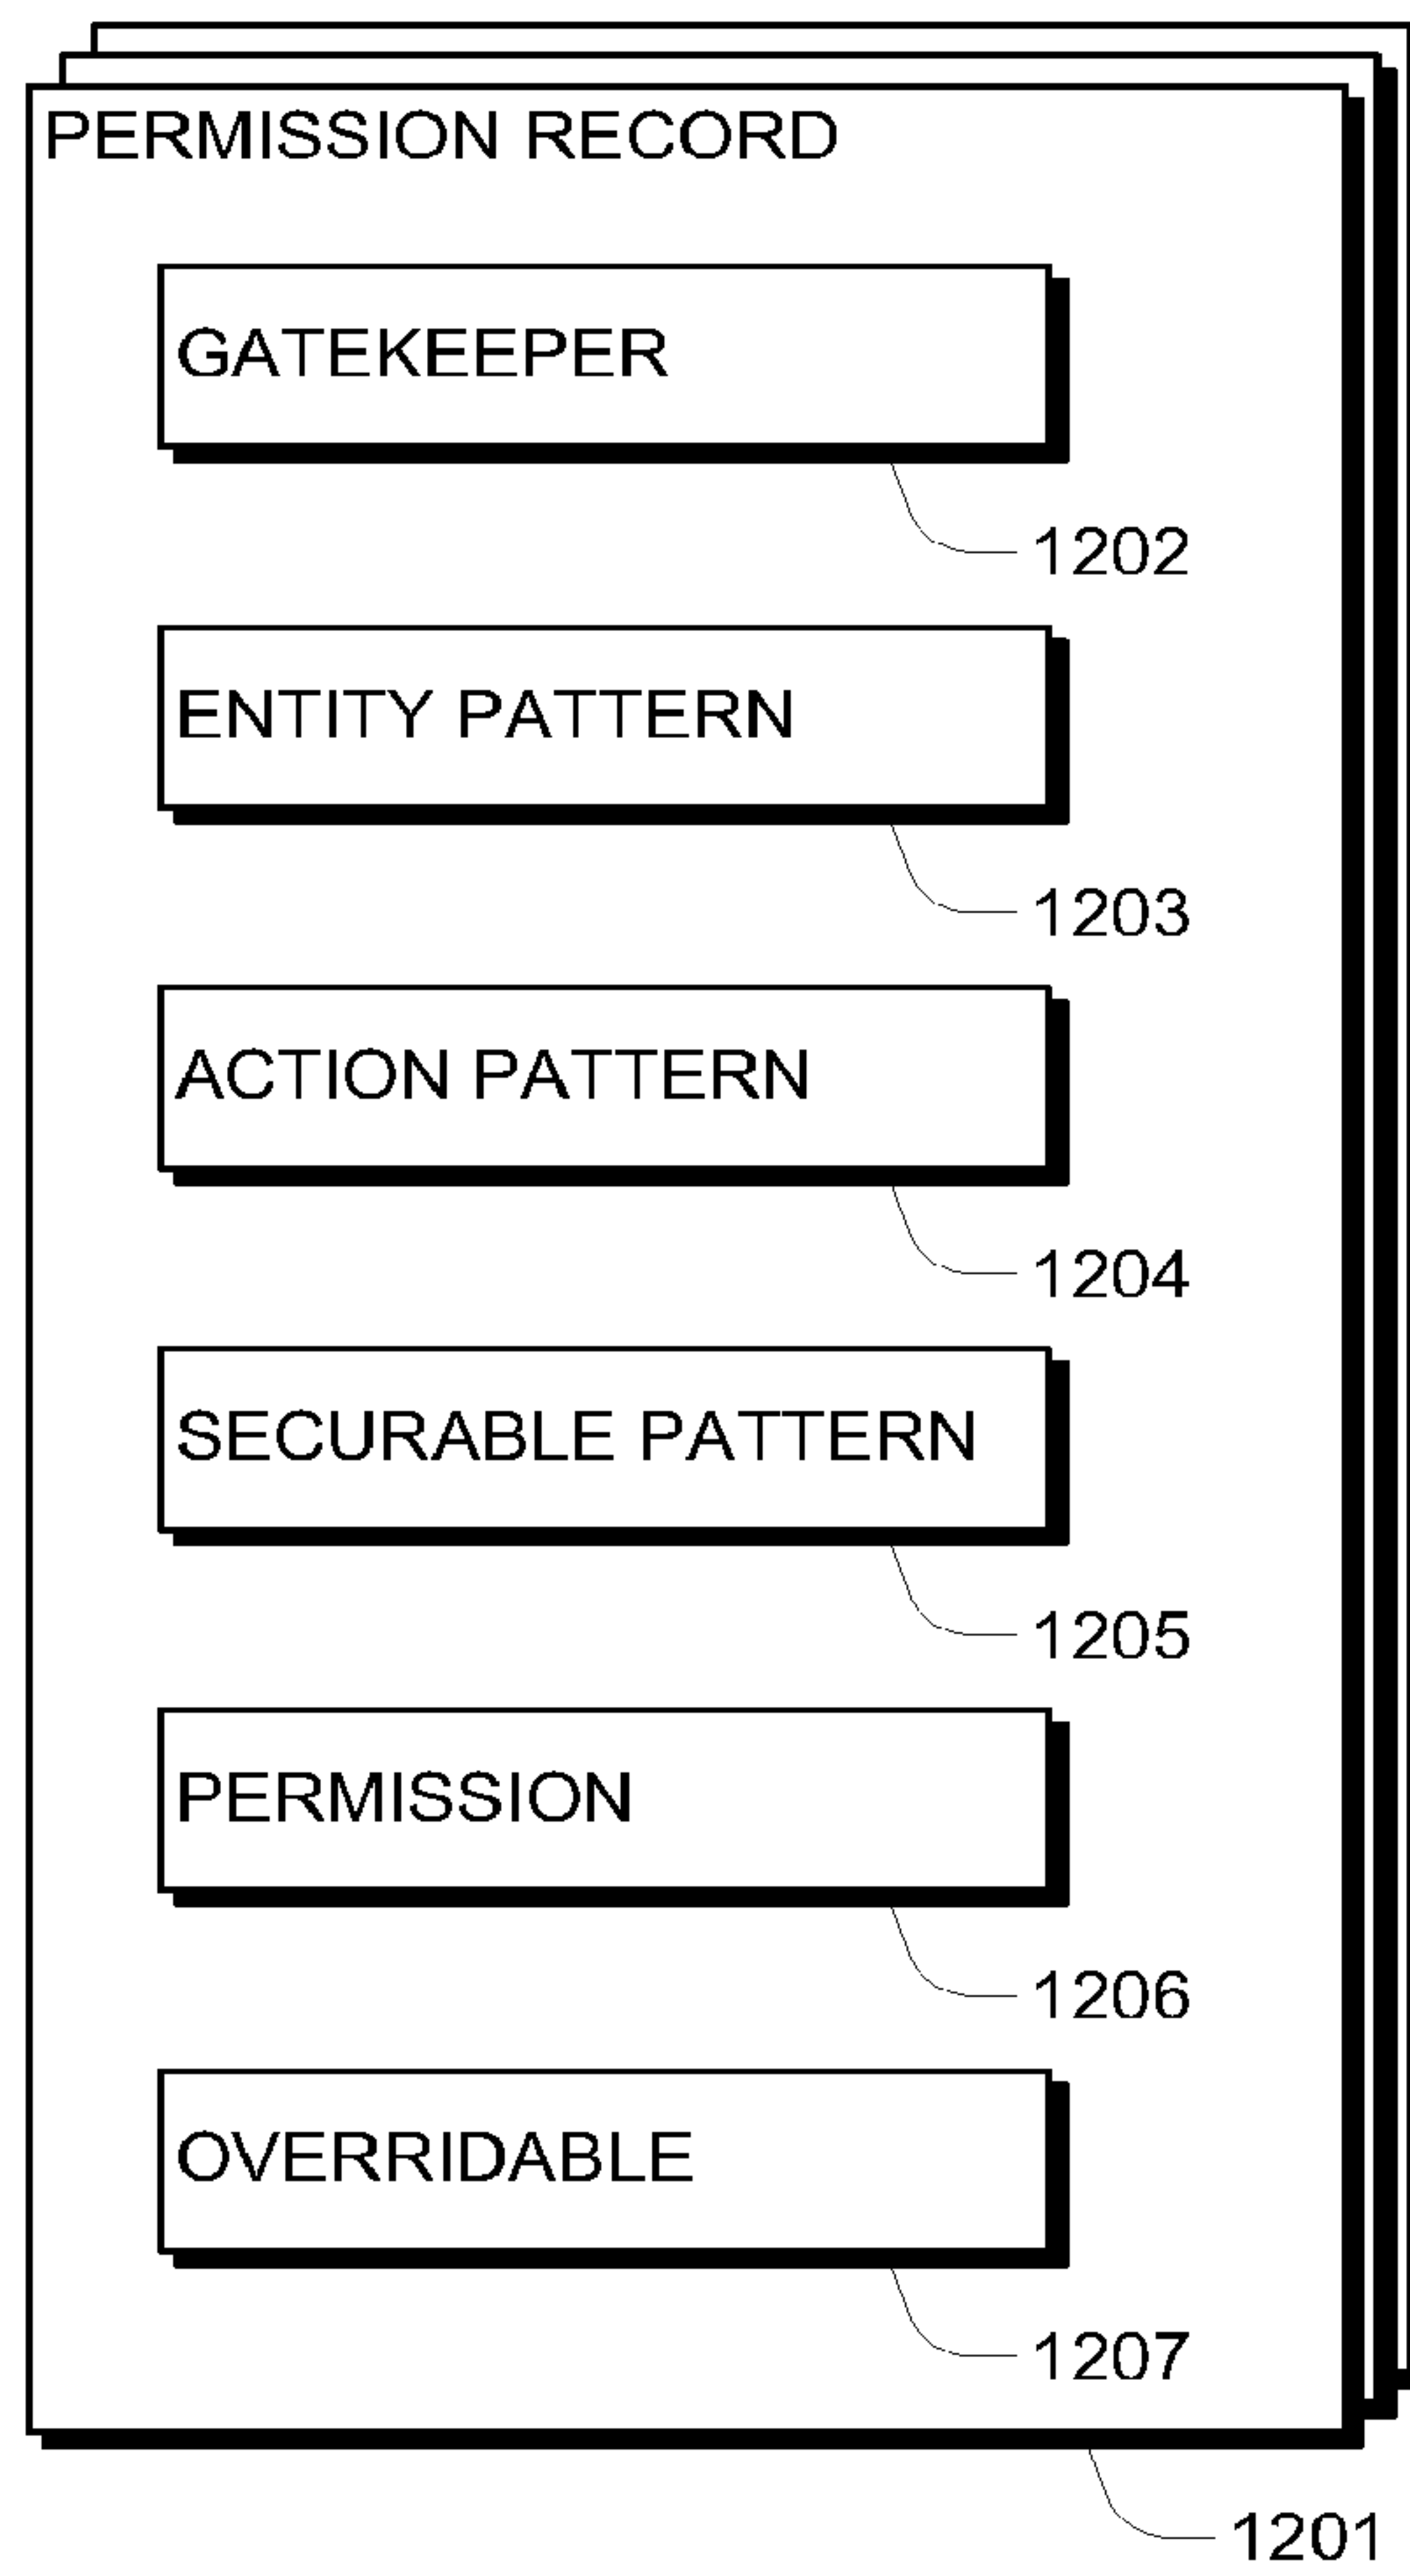 PERMISSION RECORD
GATEKEEPER
1202
ENTITY PATTERN
1203
ACTION PATTERN
1204
SECURABLE PATTERN
1205
PERMISSION
1206
OVERRIDABLE
1207
1201